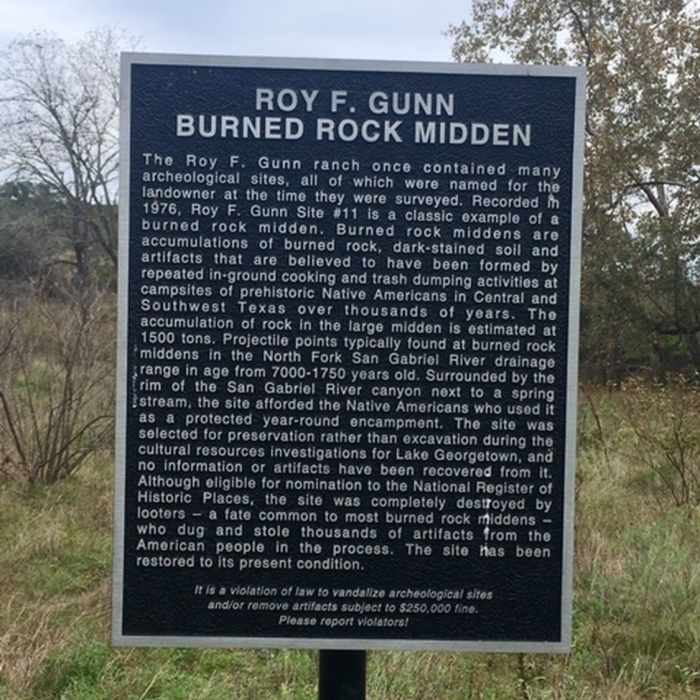 ROY F. GUNN
BURNED ROCK MIDDEN
The Roy F. Gunn ranch once contained many
archeological sites, all of which were named for the
landowner at the time they were surveyed. Recorded in
1976, Roy F. Gunn Site #11 is a classic example of a
burned rock midden. Burned rock middens are
accumulations of burned rock, dark-stained soil and
artifacts that are believed to have been formed by
repeated in-ground cooking and trash dumping activities at
campsites of prehistoric Native Americans in Central and
Southwest Texas over thousands of years. The
accumulation of rock in the large midden is estimated at
1500 tons. Projectile points typically found at burned rock
middens in the North Fork San Gabriel River drainage
range in age from 7000-1750 years old. Surrounded by the
rim of the San Gabriel River canyon next to a spring
stream, the site afforded the Native Americans who used it
as a protected year-round encampment. The site was
selected for preservation rather than excavation during the
cultural resources investigations for Lake Georgetown, and
no information or artifacts have been recovered from it.
Although eligible for nomination to the National Register of
Historic Places, the site was completely destroyed by
looters – a fate common to most burned rock middens –
who dug and stole thousands of artifacts from the
American people in the process. The site has been
restored to its present condition.
It is a violation of law to vandalize archeological sites
and/or remove artifacts subject to $250,000 fine.
Please report violators!